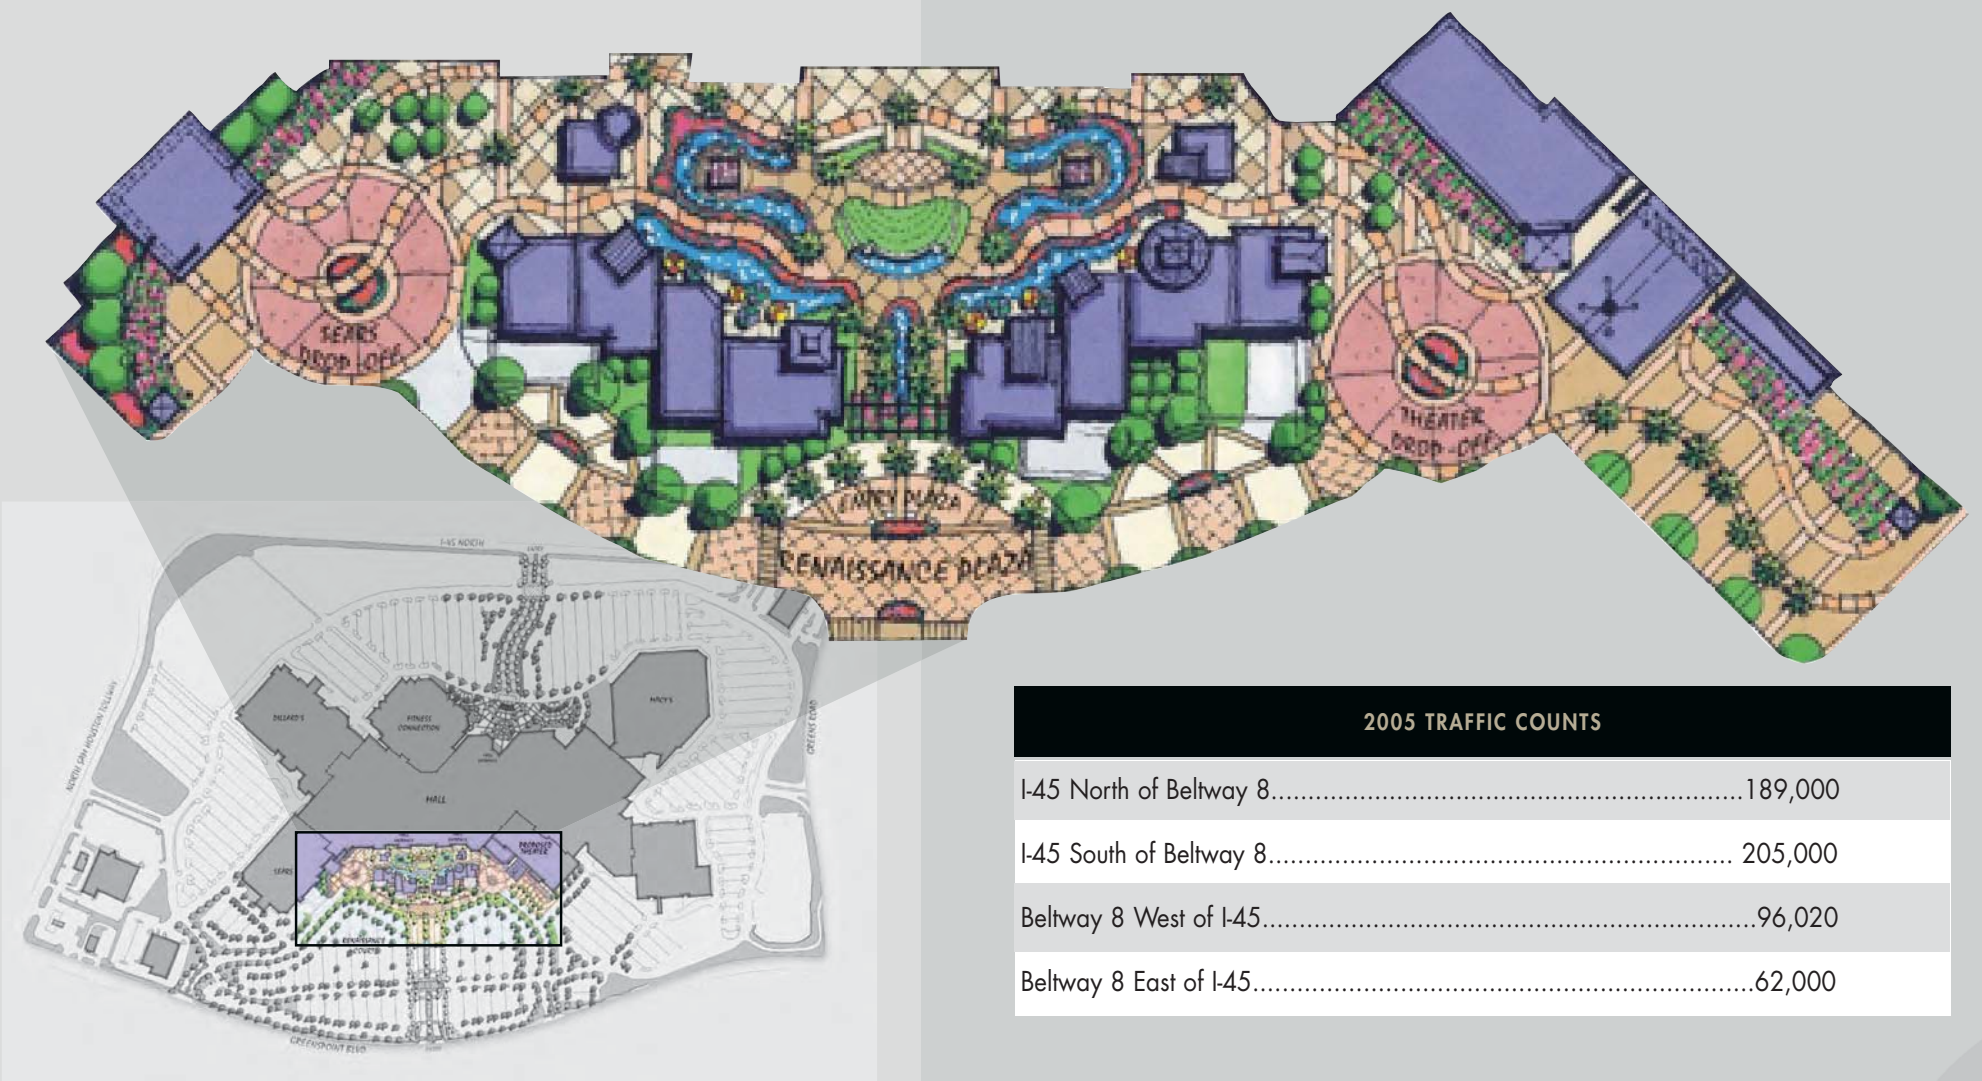 SEARS
DROP-OFF
THEATER
DROP-OFF
ENTRY PLAZA
RENAISSANCE PLAZA
I-45 NORTH
ENTRY
NORTH SAM HOUSTON TOLLWAY
GREENS ROAD
DILLARD'S
FITNESS
CONNECTION
MACY'S
MALL
SEARS
PROPOSED
THEATER
RENAISSANCE
COURT
GREENSPOINT BLVD
2005 TRAFFIC COUNTS
I-45 North of Beltway 8................................................................189,000
I-45 South of Beltway 8............................................................... 205,000
Beltway 8 West of I-45...................................................................96,020
Beltway 8 East of I-45....................................................................62,000